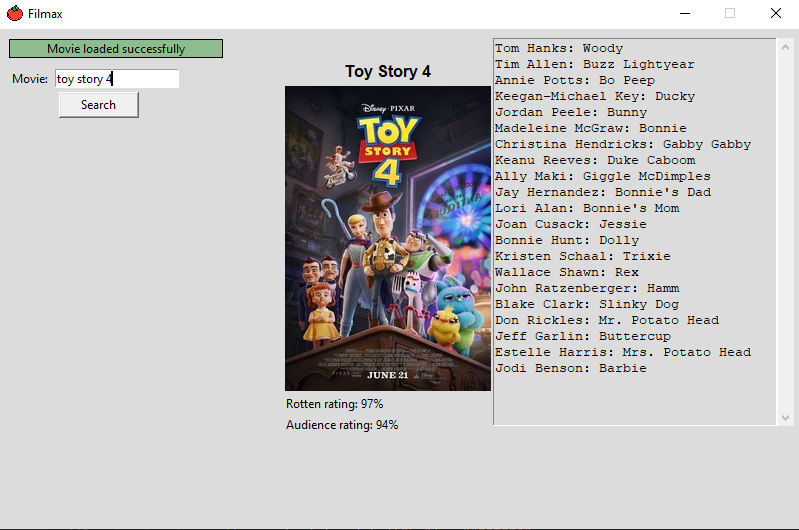 Filmax
Movie loaded successfully
Movie: toy story 4
Search
Toy Story 4
Disney · PIXAR
TOY
STORY
4
JUNE 21
Rotten rating: 97%
Audience rating: 94%
Tom Hanks: Woody
Tim Allen: Buzz Lightyear
Annie Potts: Bo Peep
Keegan-Michael Key: Ducky
Jordan Peele: Bunny
Madeleine McGraw: Bonnie
Christina Hendricks: Gabby Gabby
Keanu Reeves: Duke Caboom
Ally Maki: Giggle McDimples
Jay Hernandez: Bonnie's Dad
Lori Alan: Bonnie's Mom
Joan Cusack: Jessie
Bonnie Hunt: Dolly
Kristen Schaal: Trixie
Wallace Shawn: Rex
John Ratzenberger: Hamm
Blake Clark: Slinky Dog
Don Rickles: Mr. Potato Head
Jeff Garlin: Buttercup
Estelle Harris: Mrs. Potato Head
Jodi Benson: Barbie